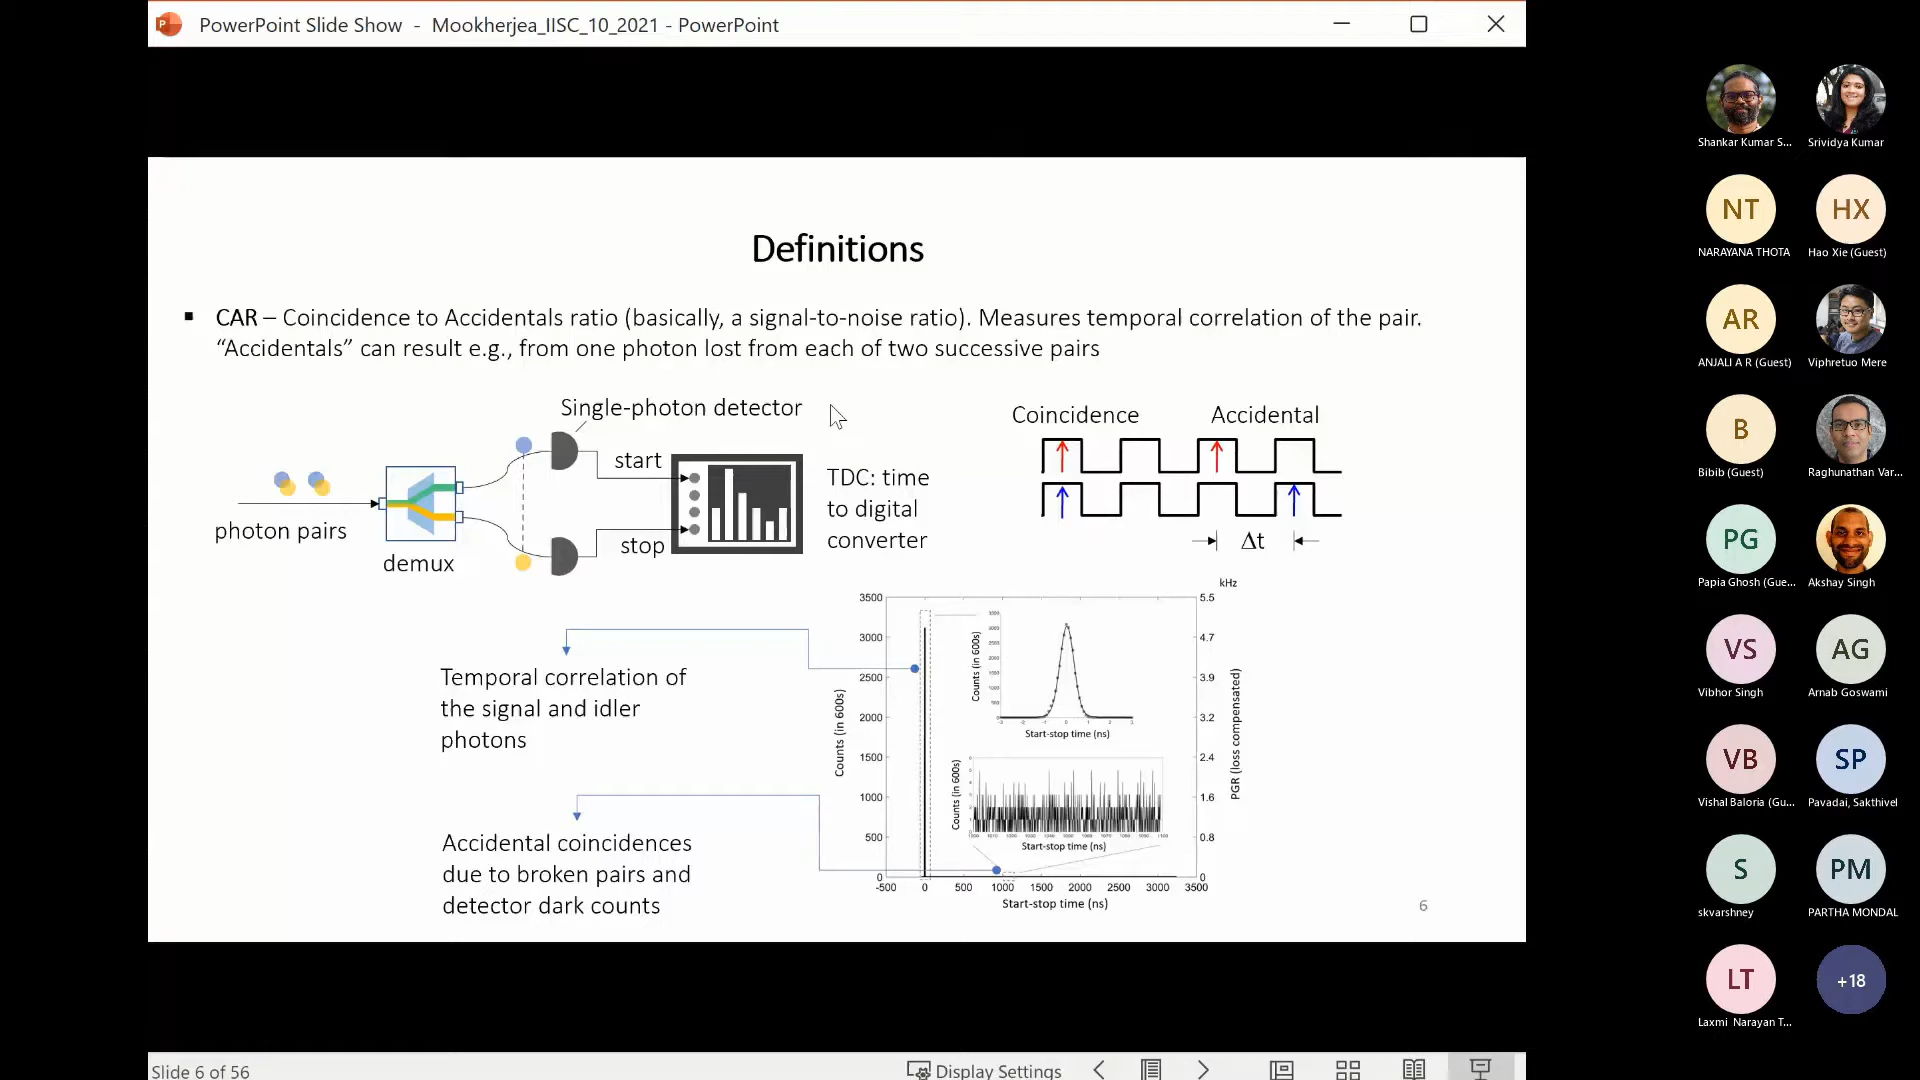 PowerPoint Slide Show - Mookherjea_IISC_10_2021 - PowerPoint
Definitions
CAR – Coincidence to Accidentals ratio (basically, a signal-to-noise ratio). Measures temporal correlation of the pair.
“Accidentals” can result e.g., from one photon lost from each of two successive pairs
Single-photon detector
start
photon pairs
demux
stop
TDC: time
to digital
converter
Coincidence
Accidental
Δt
Temporal correlation of
the signal and idler
photons
Accidental coincidences
due to broken pairs and
detector dark counts
kHz
3500
3000
2500
2000
1500
1000
500
0
Counts (in 600s)
5.5
4.7
3.9
3.2
2.4
1.6
0.8
0
PGR (loss compensated)
-500 0 500 1000 1500 2000 2500 3000 3500
Start-stop time (ns)
Counts (in 600s)
Start-stop time (ns)
Counts (in 600s)
Start-stop time (ns)
6
Shankar Kumar S...
Srividya Kumar
NT
NARAYANA THOTA
HX
Hao Xie (Guest)
AR
ANJALI A R (Guest)
Viphretuo Mere
B
Bibib (Guest)
Raghunathan Var...
PG
Papia Ghosh (Gue...
Akshay Singh
VS
Vibhor Singh
AG
Arnab Goswami
VB
Vishal Baloria (Gu...
SP
Pavadai, Sakthivel
S
skvarshney
PM
PARTHA MONDAL
LT
Laxmi Narayan T...
+18
Slide 6 of 56
Display Settings